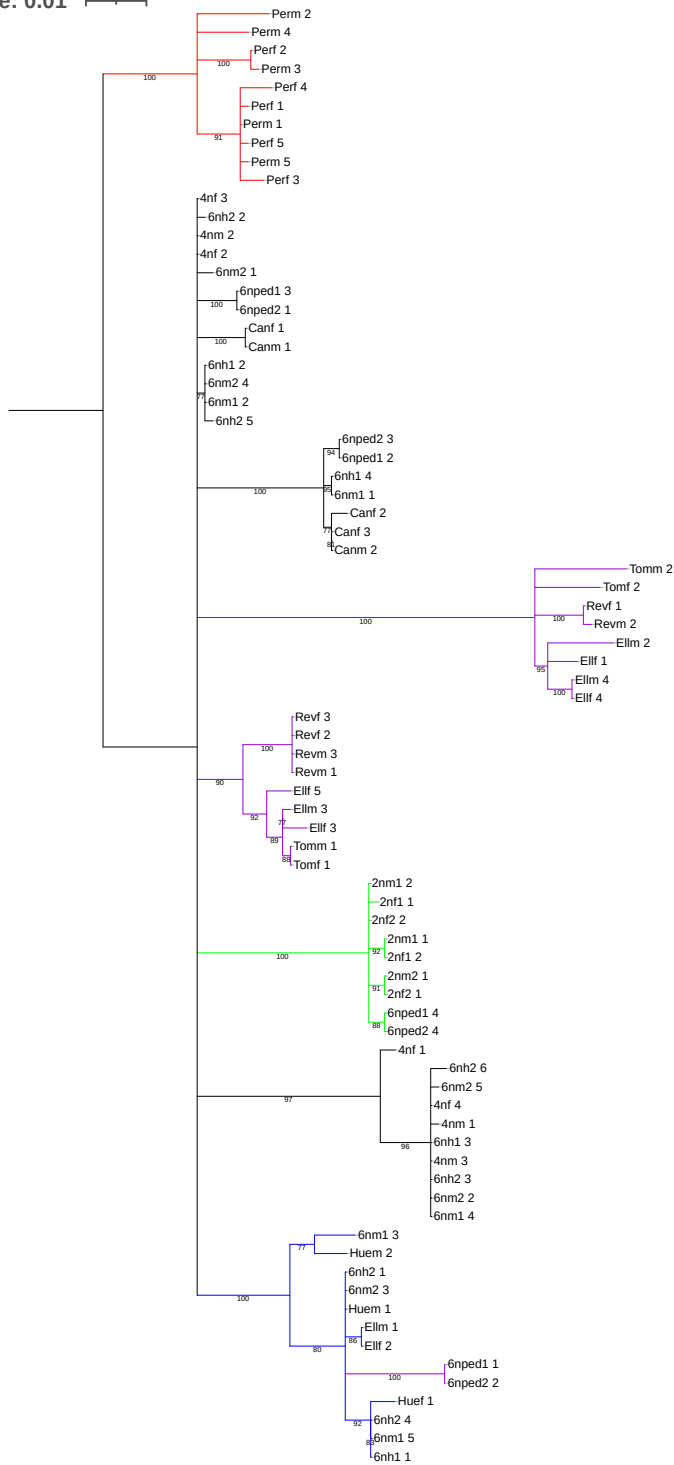 e: 0.01
Perm 2
Perm 4
Perf 2
100
Perm 3
100
Perf 4
Perf 1
Perm 1
91
Perf 5
Perm 5
Perf 3
4nf 3
6nh2 2
4nm 2
4nf 2
6nm2 1
6nped1 3
100
6nped2 1
Canf 1
100
Canm 1
6nh1 2
6nm2 4
77
6nm1 2
6nh2 5
6nped2 3
94
6nped1 2
6nh1 4
100
95
6nm1 1
Canf 2
77
Canf 3
Canm 2
Tomm 2
Tomf 2
Revf 1
100
100
Revm 2
Ellm 2
Ellf 1
95
Ellm 4
100
Ellf 4
Revf 3
Revf 2
100
Revm 3
Revm 1
90
Ellf 5
Ellm 3
92
77
Ellf 3
89
Tomm 1
88
Tomf 1
2nm1 2
2nf1 1
2nf2 2
2nm1 1
92
100
2nf1 2
2nm2 1
91
2nf2 1
6nped1 4
88
6nped2 4
4nf 1
6nh2 6
6nm2 5
97
4nf 4
4nm 1
6nh1 3
96
4nm 3
6nh2 3
6nm2 2
6nm1 4
6nm1 3
77
Huem 2
6nh2 1
6nm2 3
100
Huem 1
Ellm 1
86
80
Ellf 2
6nped1 1
100
6nped2 2
Huef 1
92
6nh2 4
6nm1 5
6nh1 1